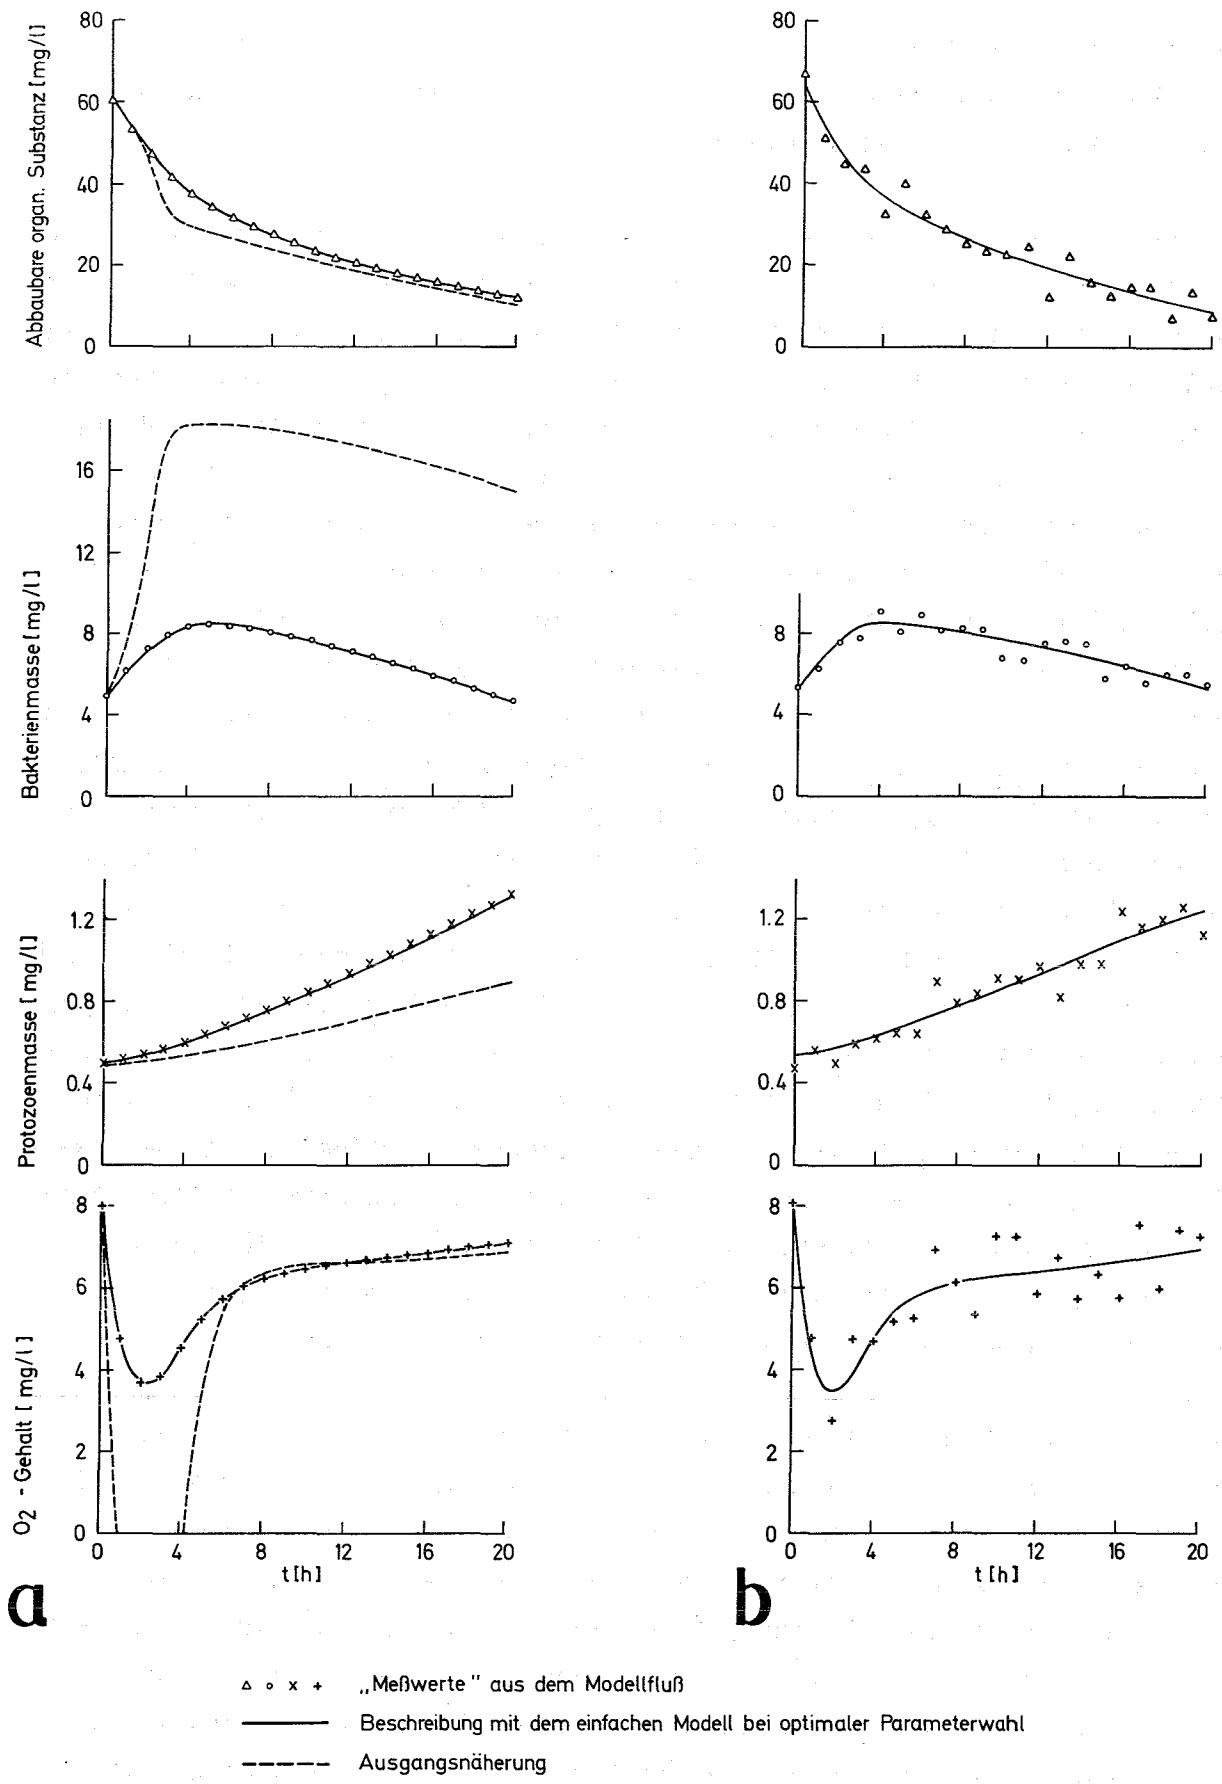 80
60
40
20
0
Abbaubare organ. Substanz [mg/l]
80
60
40
20
0
16
12
8
4
0
Bakterienmasse [mg/l]
8
4
0
1.2
0.8
0.4
0
Protozoenmasse [mg/l]
1.2
0.8
0.4
0
8
6
4
2
0
O2 - Gehalt [mg/l]
0 4 8 12 16 20
t [h]
8
6
4
2
0
0 4 8 12 16 20
t [h]
a
b
„Meßwerte" aus dem Modellfluß
Beschreibung mit dem einfachen Modell bei optimaler Parameterwahl
Ausgangsnäherung